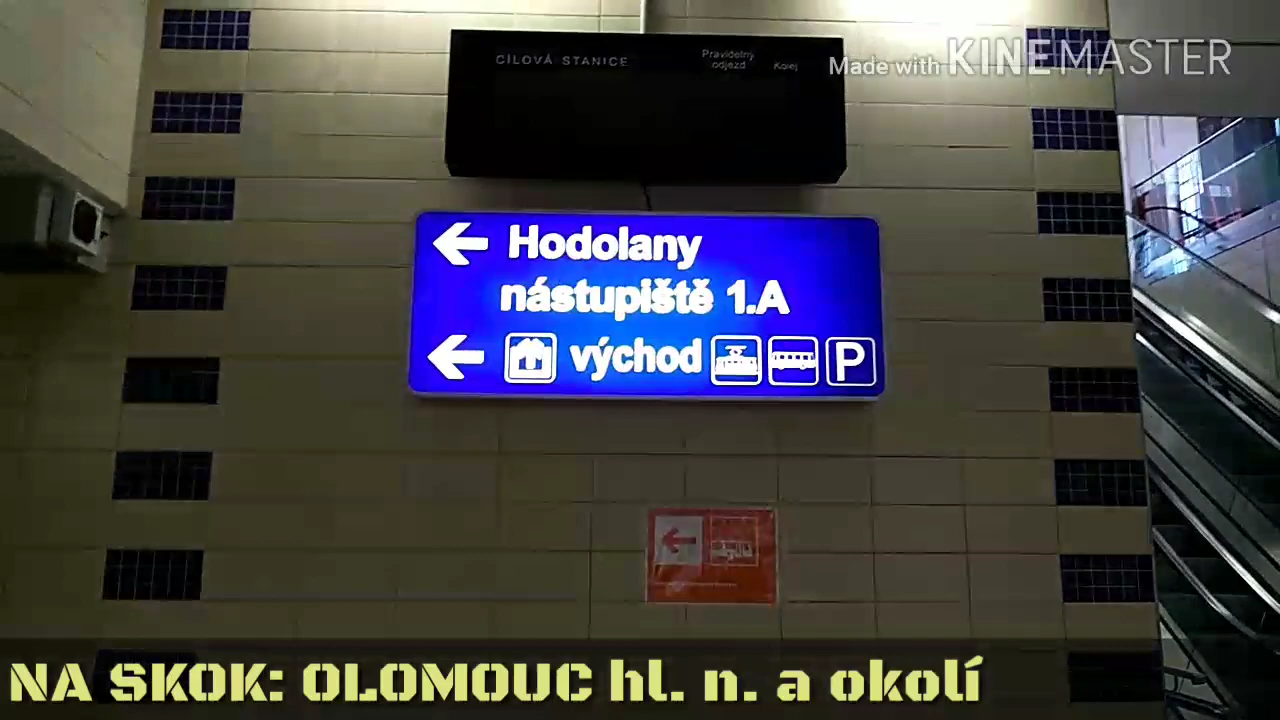 CÍLOVÁ STANICE
Pravidelný odjezd
Kolej
Made with KINEMASTER
Hodolany
nástupiště 1.A
východ P
NA SKOK: OLOMOUC hl. n. a okolí